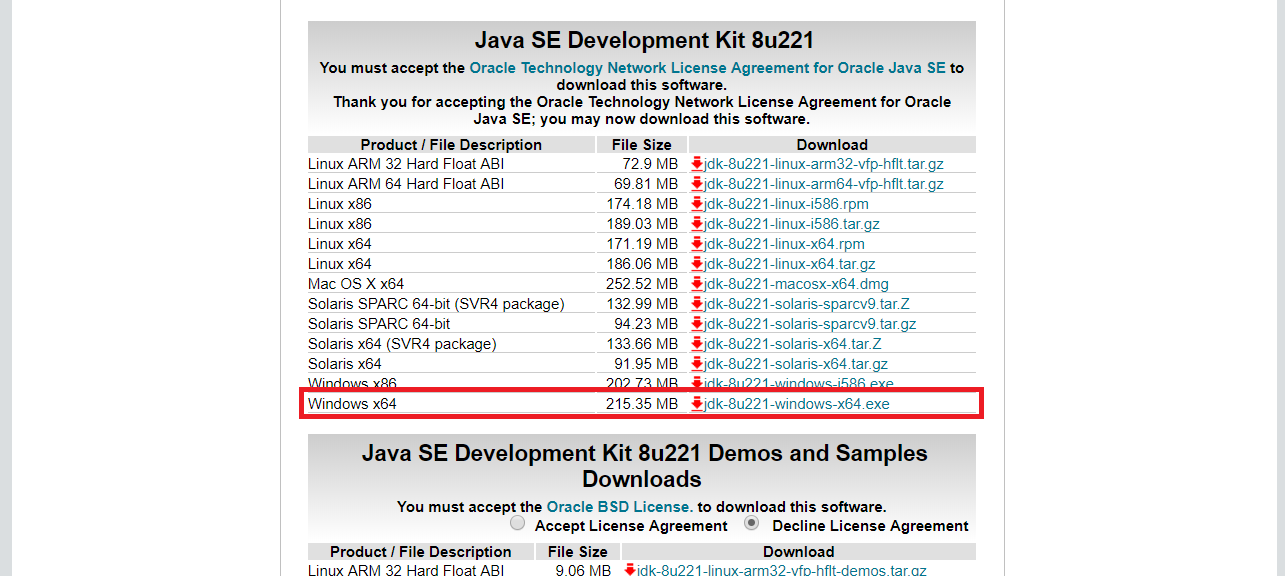 Java SE Development Kit 8u221
You must accept the Oracle Technology Network License Agreement for Oracle Java SE to
download this software.
Thank you for accepting the Oracle Technology Network License Agreement for Oracle
Java SE; you may now download this software.
Product / File Description File Size Download
Linux ARM 32 Hard Float ABI 72.9 MB jdk-8u221-linux-arm32-vfp-hflt.tar.gz
Linux ARM 64 Hard Float ABI 69.81 MB jdk-8u221-linux-arm64-vfp-hflt.tar.gz
Linux x86 174.18 MB jdk-8u221-linux-i586.rpm
Linux x86 189.03 MB jdk-8u221-linux-i586.tar.gz
Linux x64 171.19 MB jdk-8u221-linux-x64.rpm
Linux x64 186.06 MB jdk-8u221-linux-x64.tar.gz
Mac OS X x64 252.52 MB jdk-8u221-macosx-x64.dmg
Solaris SPARC 64-bit (SVR4 package) 132.99 MB jdk-8u221-solaris-sparcv9.tar.Z
Solaris SPARC 64-bit 94.23 MB jdk-8u221-solaris-sparcv9.tar.gz
Solaris x64 (SVR4 package) 133.66 MB jdk-8u221-solaris-x64.tar.Z
Solaris x64 91.95 MB jdk-8u221-solaris-x64.tar.gz
Windows x86 202.73 MB jdk-8u221-windows-i586.exe
Windows x64 215.35 MB jdk-8u221-windows-x64.exe
Java SE Development Kit 8u221 Demos and Samples
Downloads
You must accept the Oracle BSD License. to download this software.
Accept License Agreement Decline License Agreement
Product / File Description File Size Download
Linux ARM 32 Hard Float ABI 9.06 MB jdk-8u221-linux-arm32-vfp-hflt-demos.tar.gz